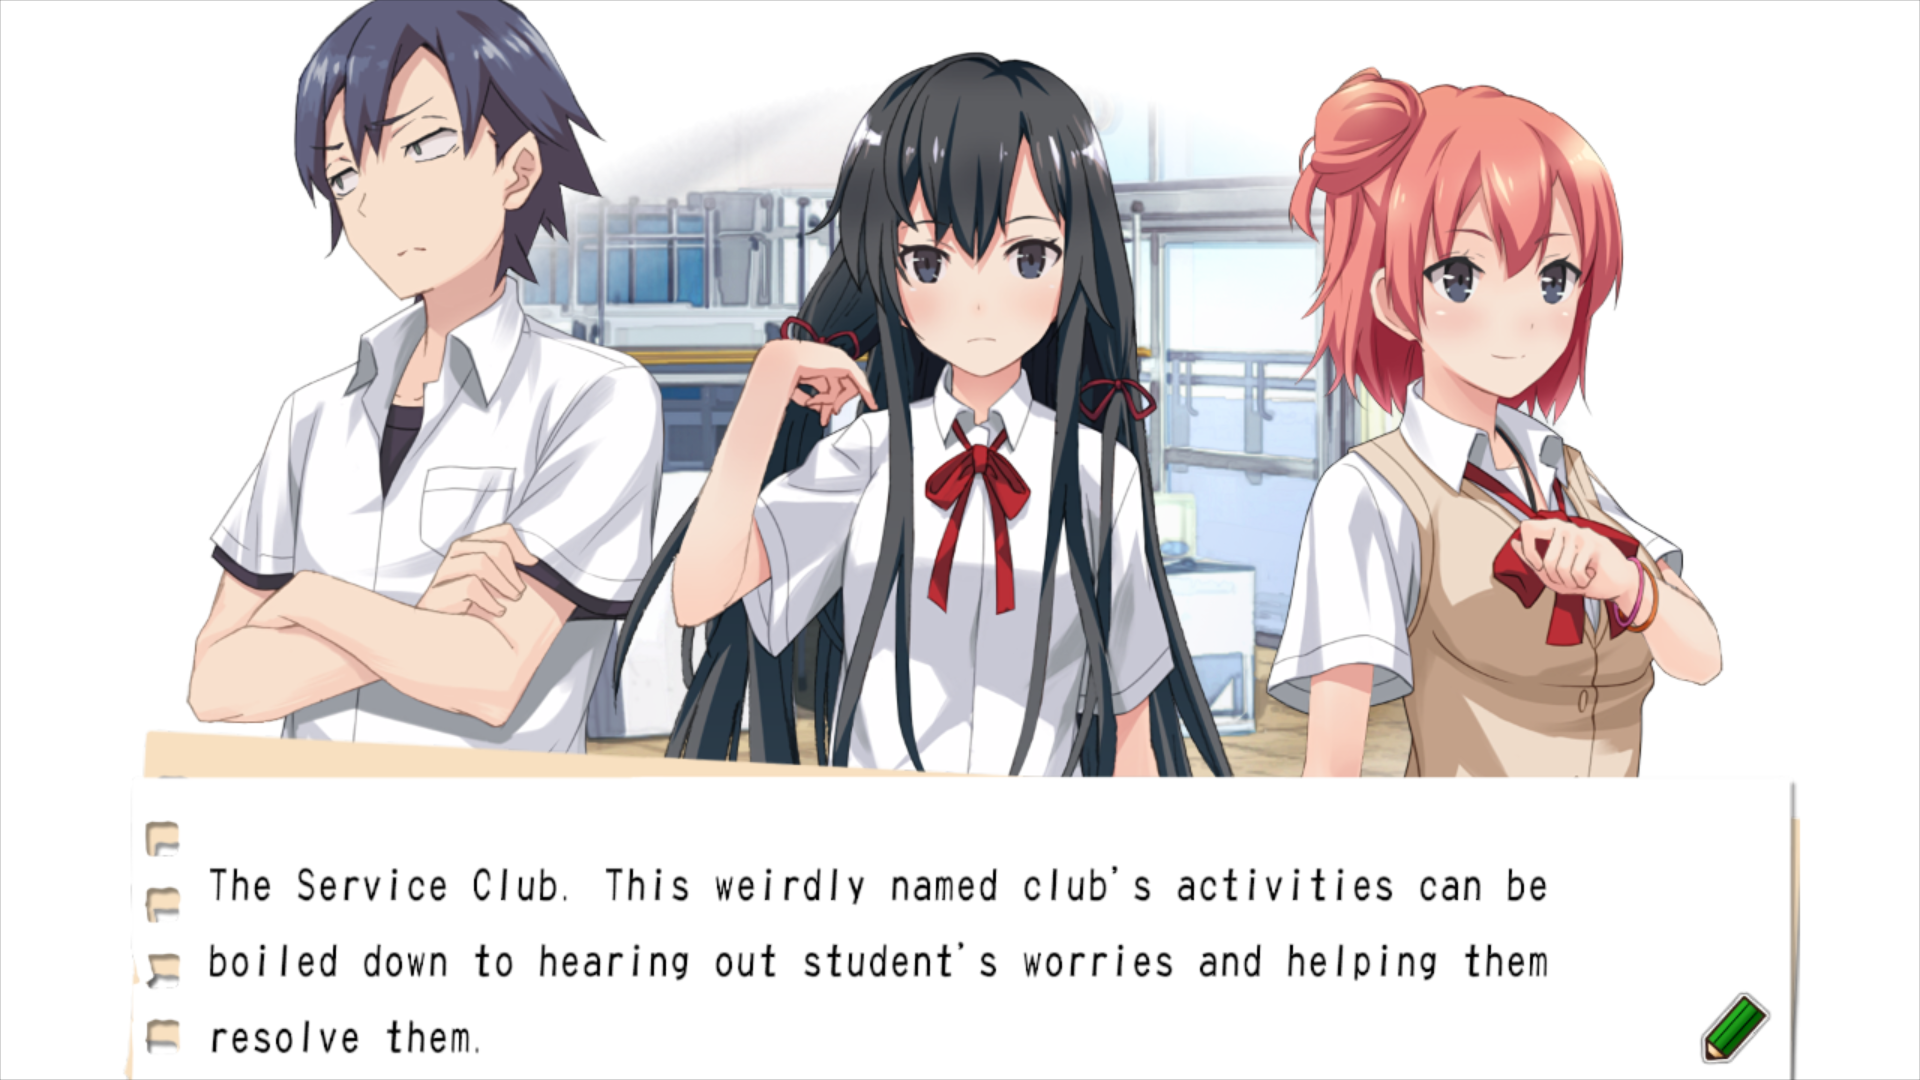 The Service Club. This weirdly named club's activities can be
boiled down to hearing out student's worries and helping them
resolve them.